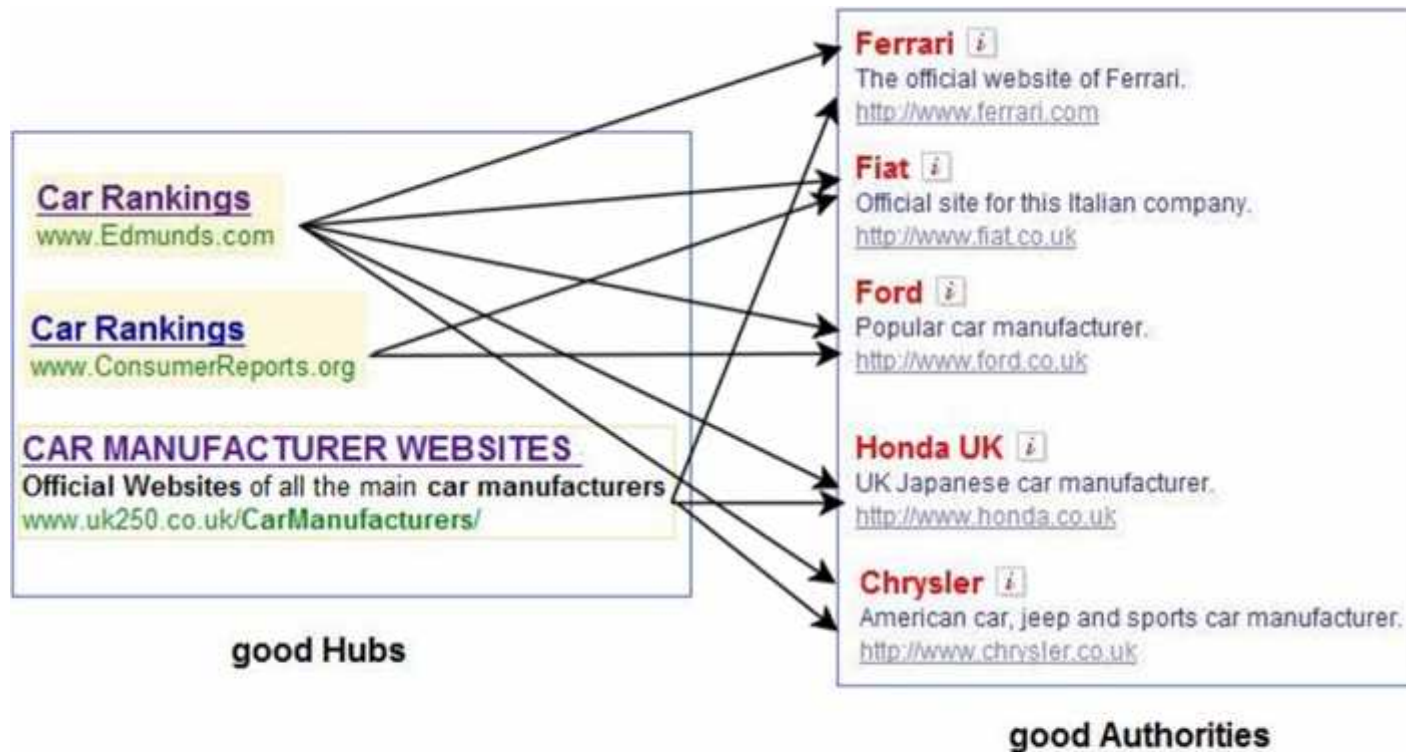 Car Rankings
www.Edmunds.com
Car Rankings
www.ConsumerReports.org
CAR MANUFACTURER WEBSITES
Official Websites of all the main car manufacturers
www.uk250.co.uk/CarManufacturers/
good Hubs
Ferrari i
The official website of Ferrari.
http://www.ferrari.com
Fiat i
Official site for this Italian company.
http://www.fiat.co.uk
Ford i
Popular car manufacturer.
http://www.ford.co.uk
Honda UK i
UK Japanese car manufacturer.
http://www.honda.co.uk
Chrysler i
American car, jeep and sports car manufacturer.
http://www.chrysler.co.uk
good Authorities